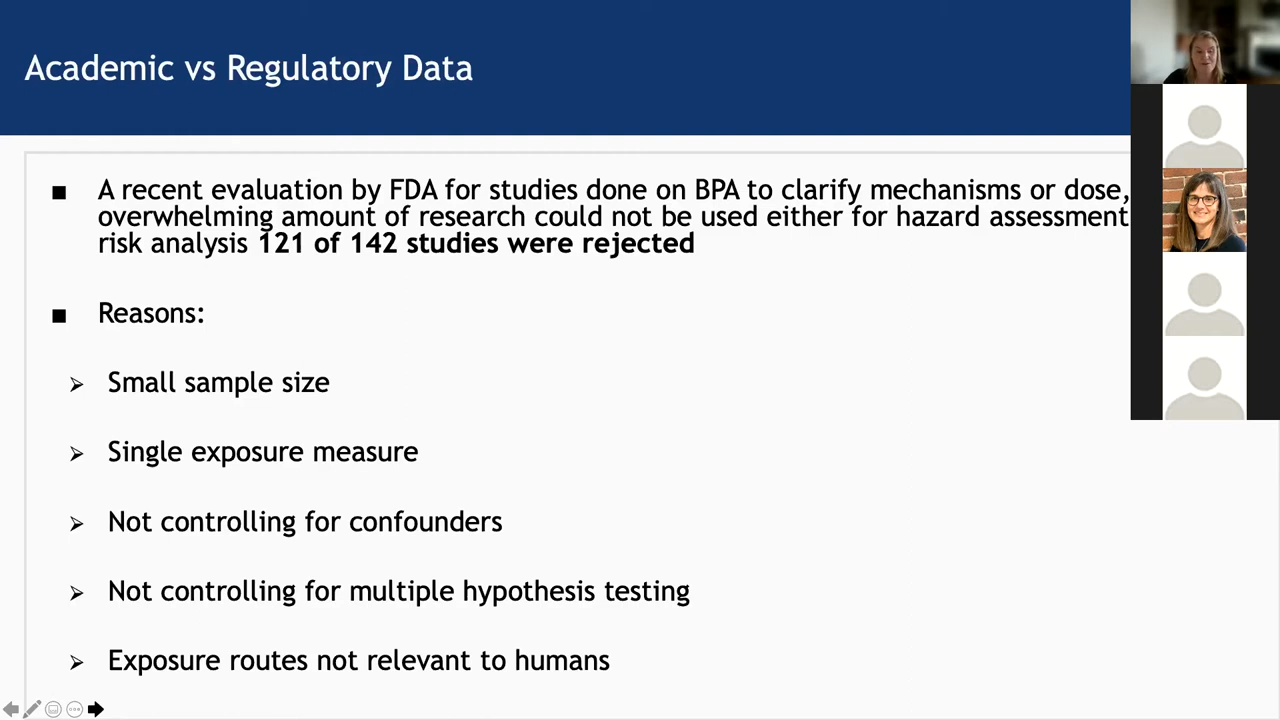 Academic vs Regulatory Data
A recent evaluation by FDA for studies done on BPA to clarify mechanisms or dose,
overwhelming amount of research could not be used either for hazard assessment
risk analysis 121 of 142 studies were rejected
Reasons:
Small sample size
Single exposure measure
Not controlling for confounders
Not controlling for multiple hypothesis testing
Exposure routes not relevant to humans